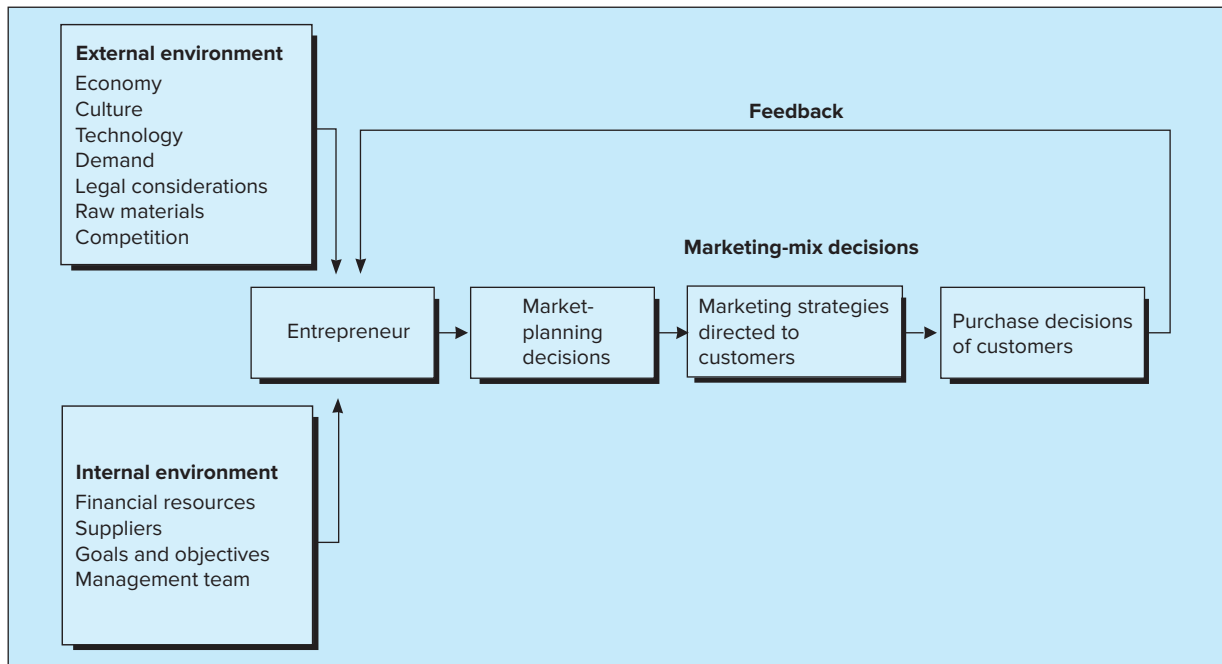 External environment
Economy
Culture
Technology
Demand
Legal considerations
Raw materials
Competition
Feedback
Marketing-mix decisions
Entrepreneur
Market-
planning
decisions
Marketing strategies
directed to
customers
Purchase decisions
of customers
Internal environment
Financial resources
Suppliers
Goals and objectives
Management team